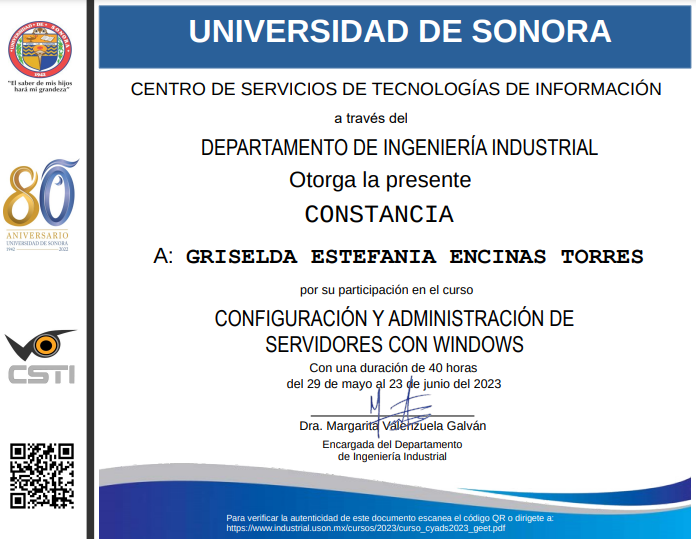 UNIVERSIDAD DE SONORA
"El saber de mis hijos
hará mi grandeza"
CENTRO DE SERVICIOS DE TECNOLOGÍAS DE INFORMACIÓN
a través del
DEPARTAMENTO DE INGENIERÍA INDUSTRIAL
Otorga la presente
CONSTANCIA
80
ANIVERSARIO
UNIVERSIDAD DE SONORA
1942 2022
A: GRISELDA ESTEFANIA ENCINAS TORRES
por su participación en el curso
CONFIGURACIÓN Y ADMINISTRACIÓN DE
SERVIDORES CON WINDOWS
CSTI
Con una duración de 40 horas
del 29 de mayo al 23 de junio del 2023
Dra. Margarita Valenzuela Galván
Encargada del Departamento
de Ingeniería Industrial
Para verificar la autenticidad de este documento escanea el código QR o dirigete a:
https://www.industrial.uson.mx/cursos/2023/curso_cyads2023_geet.pdf